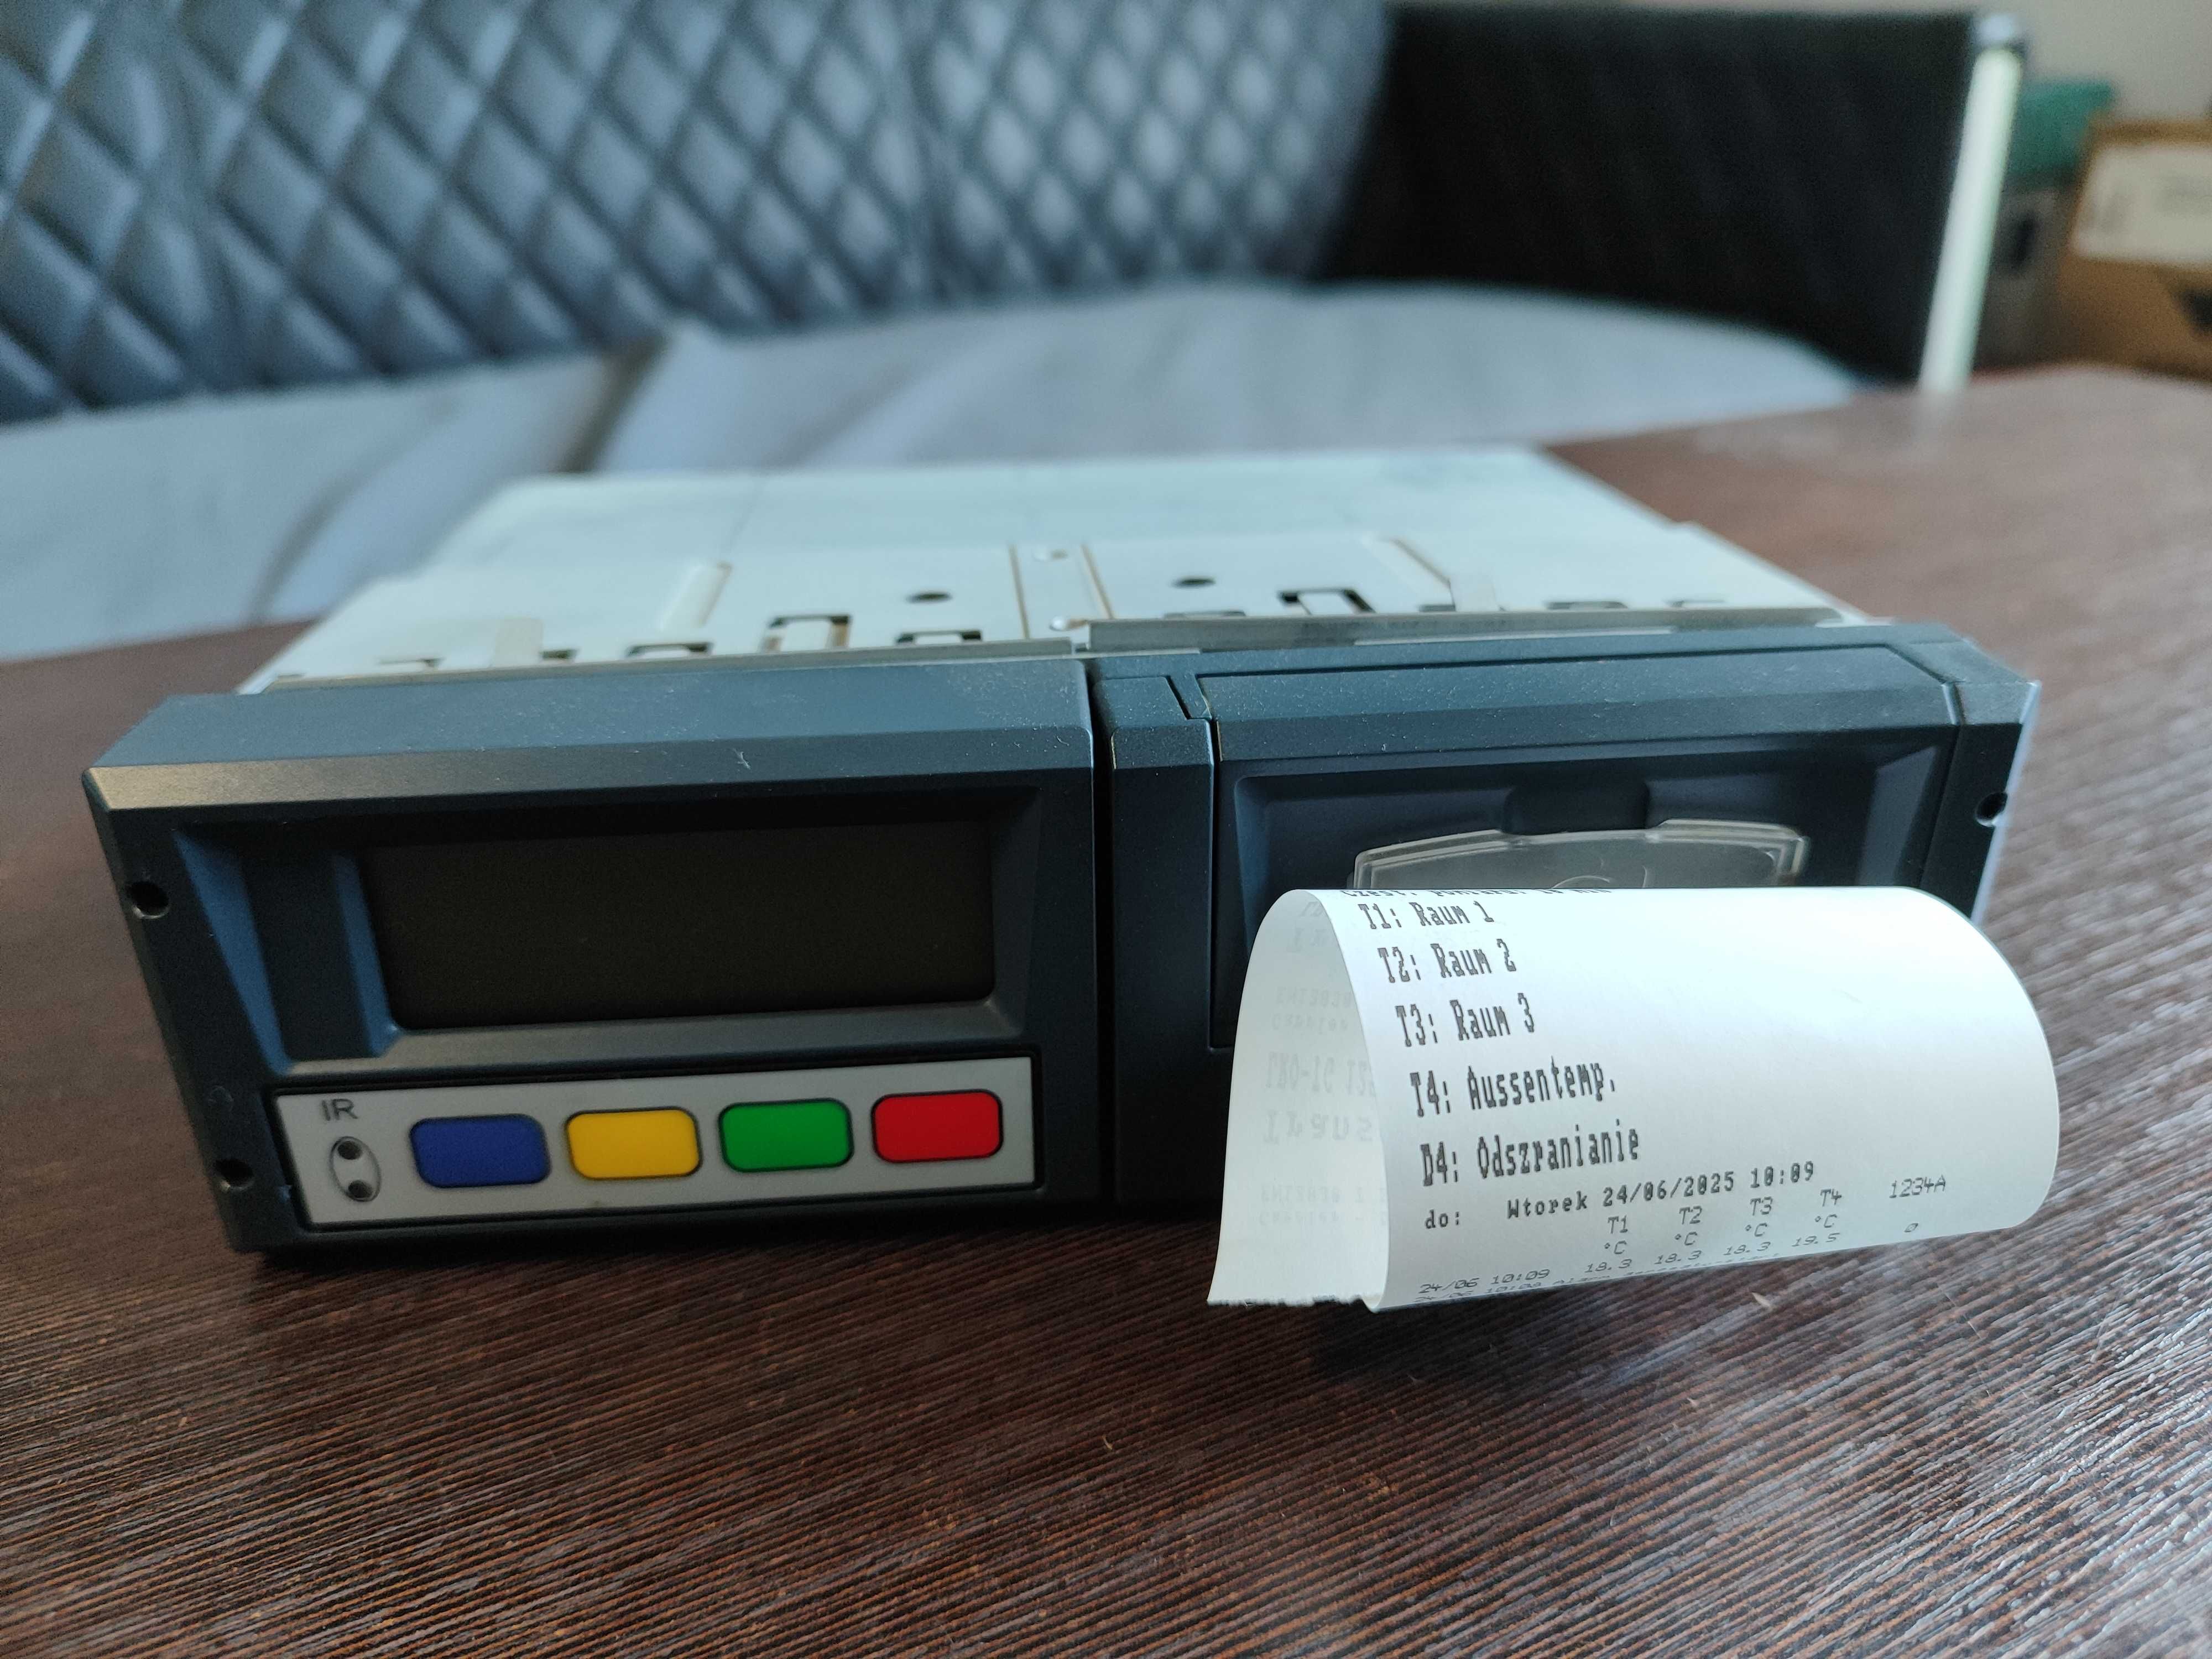 IR
T1: Raum 1
T2: Raum 2
T3: Raum 3
T4: Aussentemp.
D4: Odszranianie
do: Wtorek 24/06/2025 10:09
T1 T2 T3 T4 1234A
°C °C °C °C
24/06 10:09 18.3 18.3 18.3 19.5 0